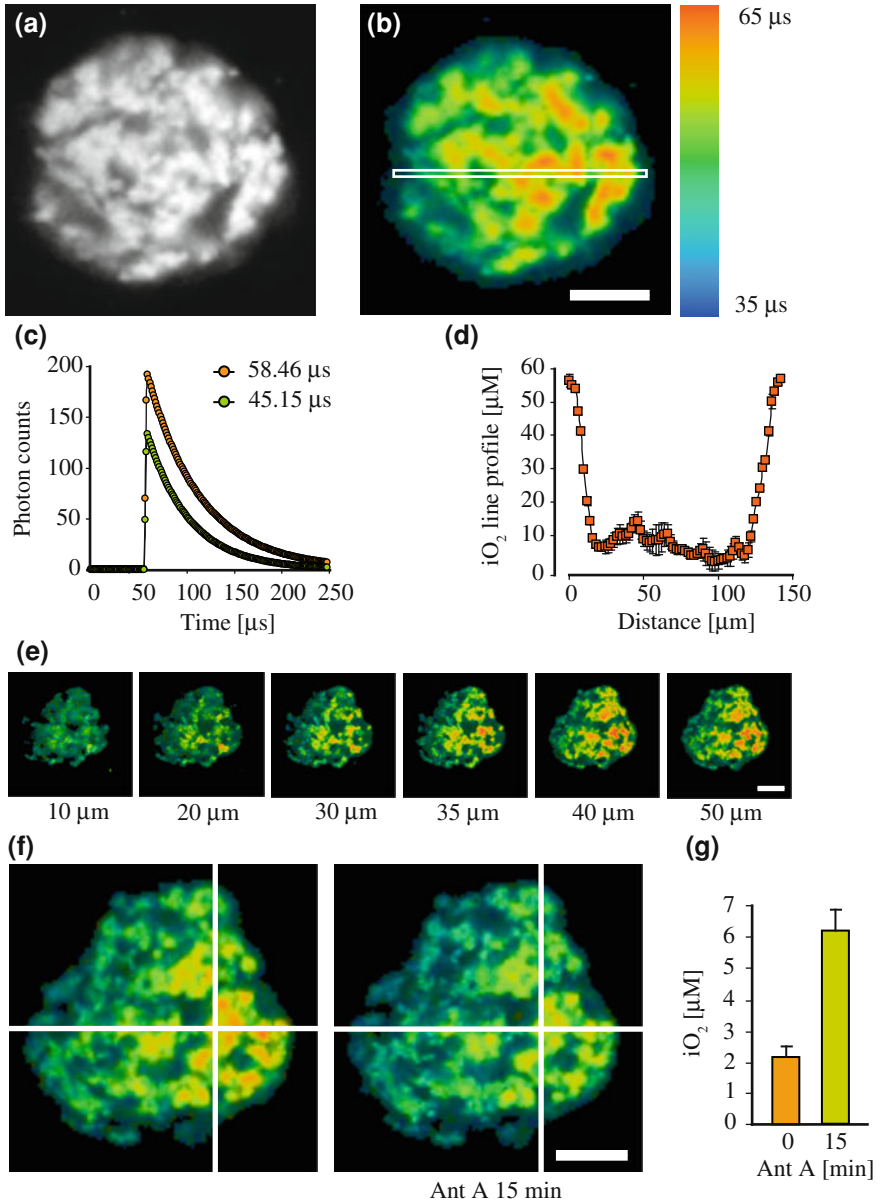 (a)
(b)
65 µs
35 µs
(c)
200
150
100
50
0
Photon counts
58.46 µs
45.15 µs
0 50 100 150 200 250
Time [µs]
(d)
60
50
40
30
20
10
0
iO₂ line profile [µM]
0 50 100 150
Distance [µm]
(e)
10 µm 20 µm 30 µm 35 µm 40 µm 50 µm
(f)
Ant A 15 min
(g)
7
6
5
4
3
2
1
0
iO₂ [µM]
0 15
Ant A [min]